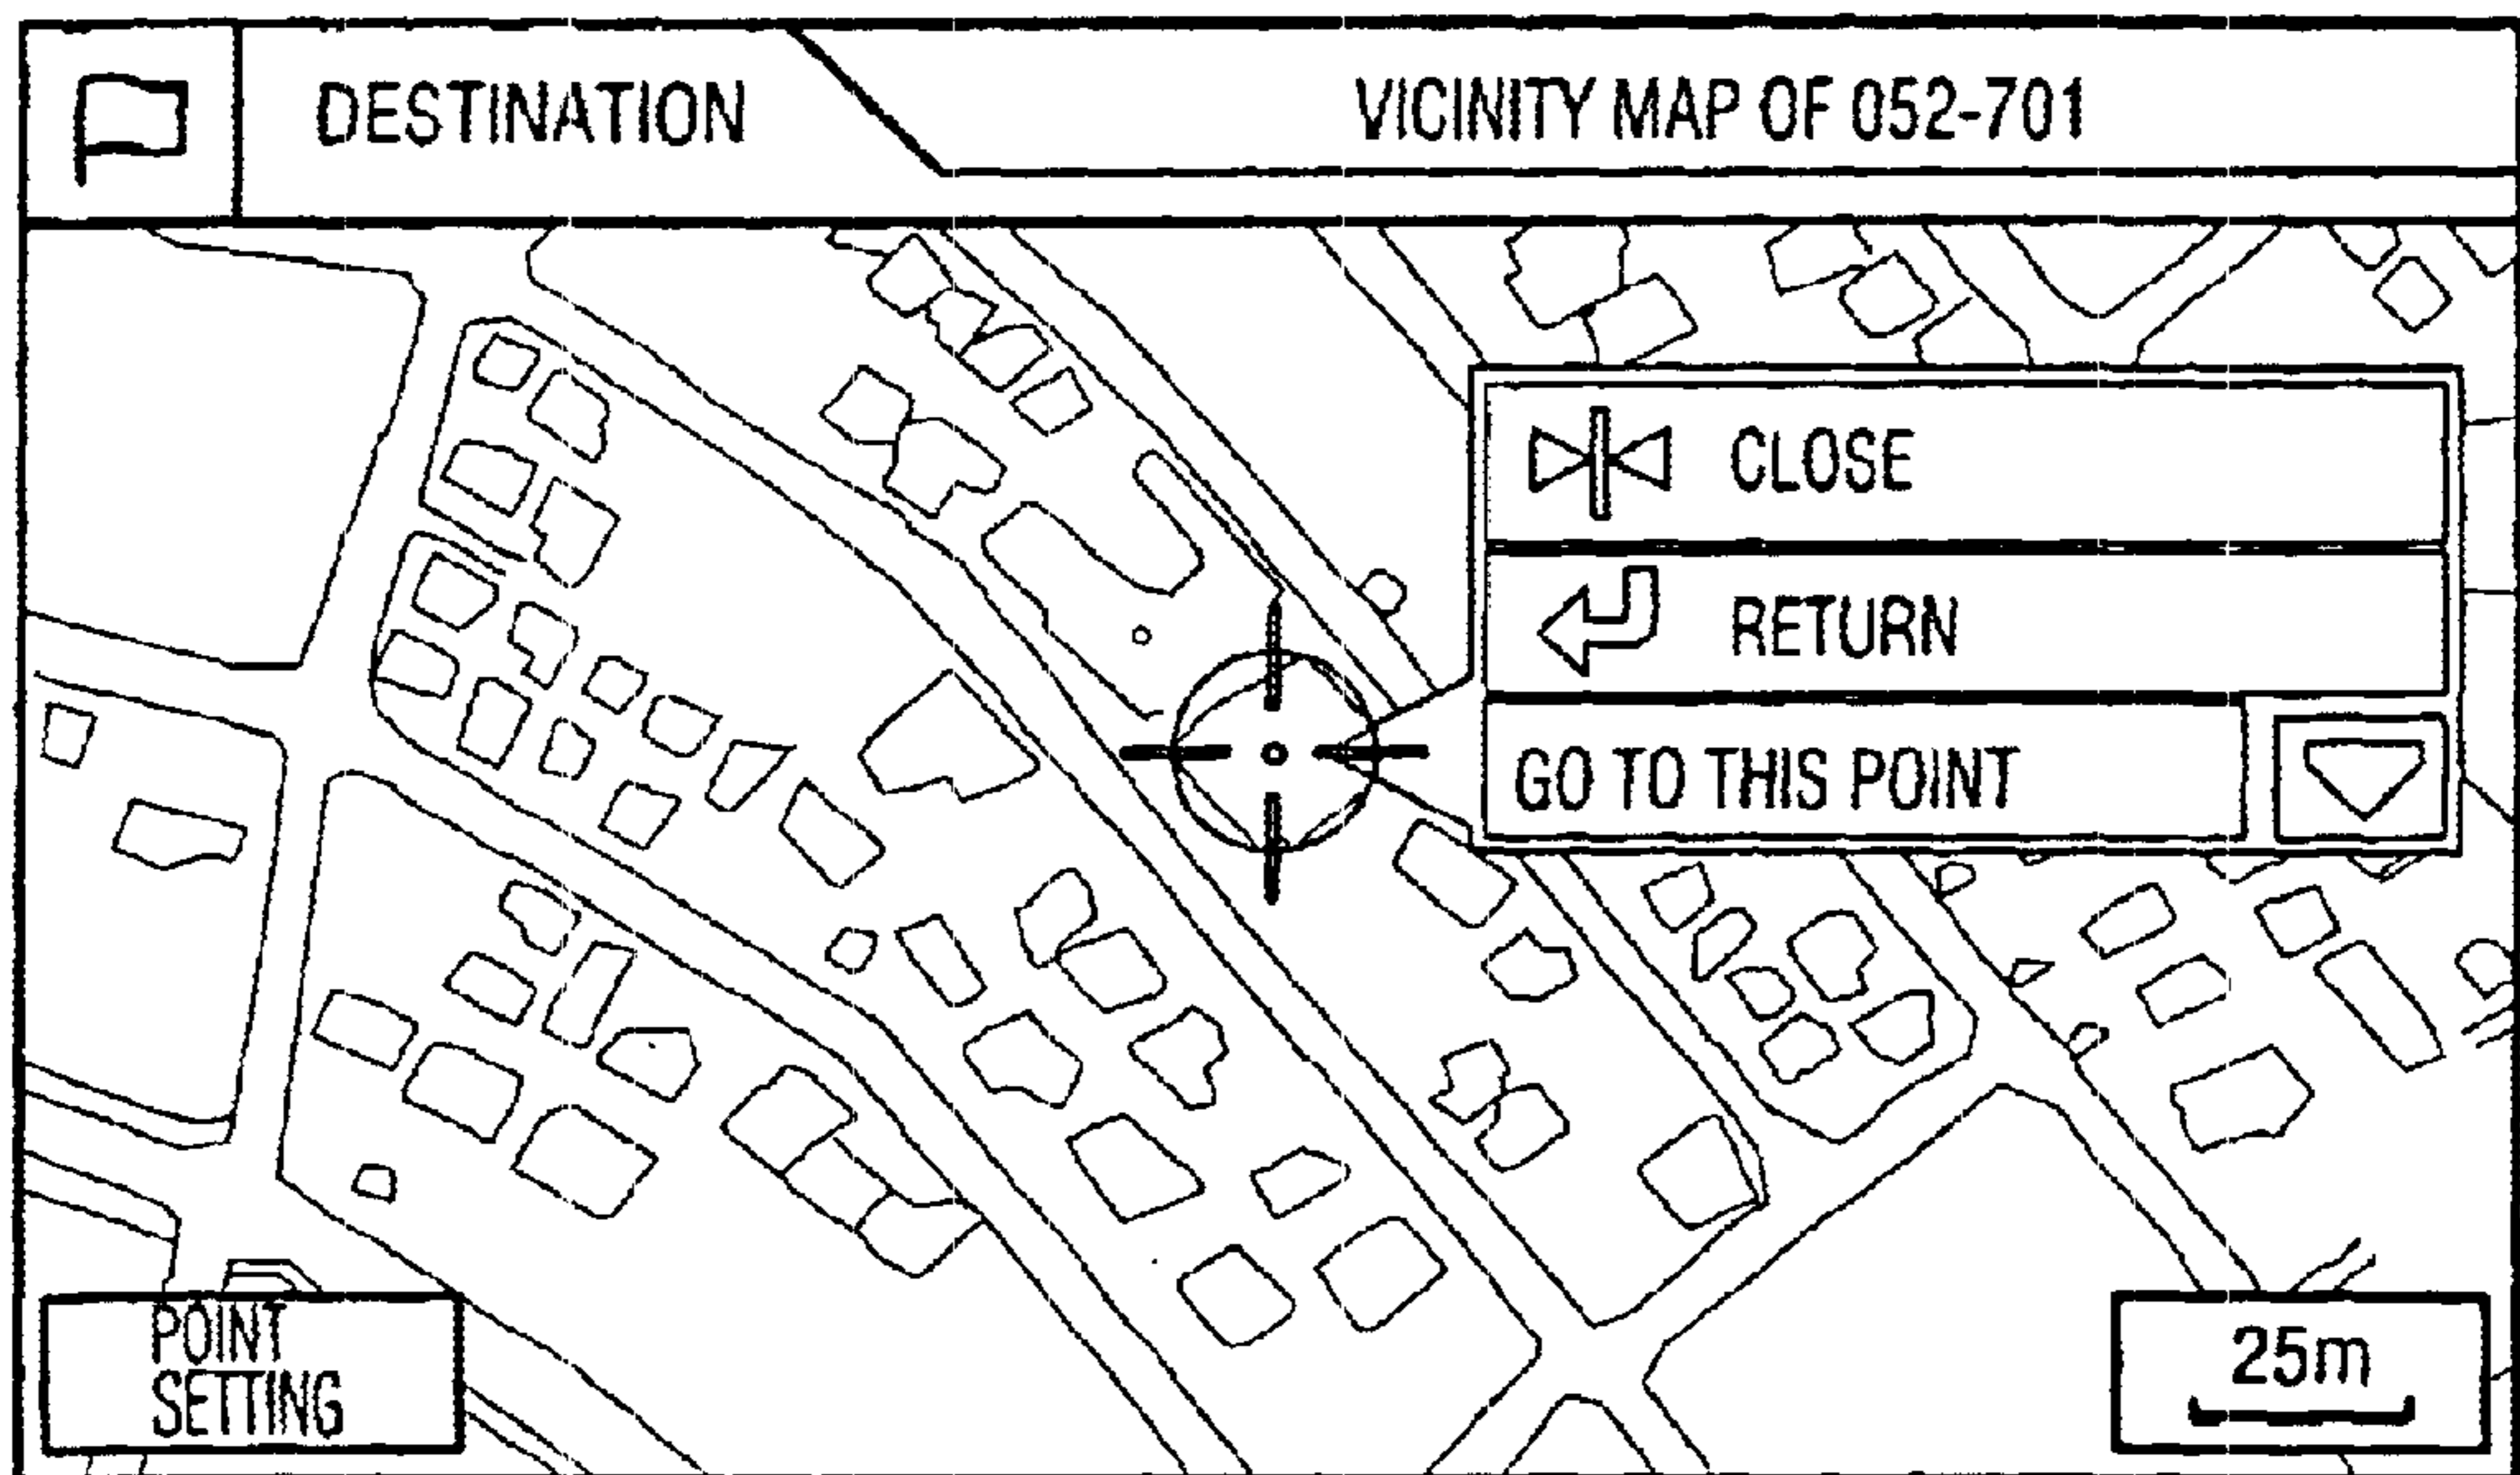 DESTINATION
VICINITY MAP OF 052-701
CLOSE
RETURN
GO TO THIS POINT
POINT
SETTING
25m